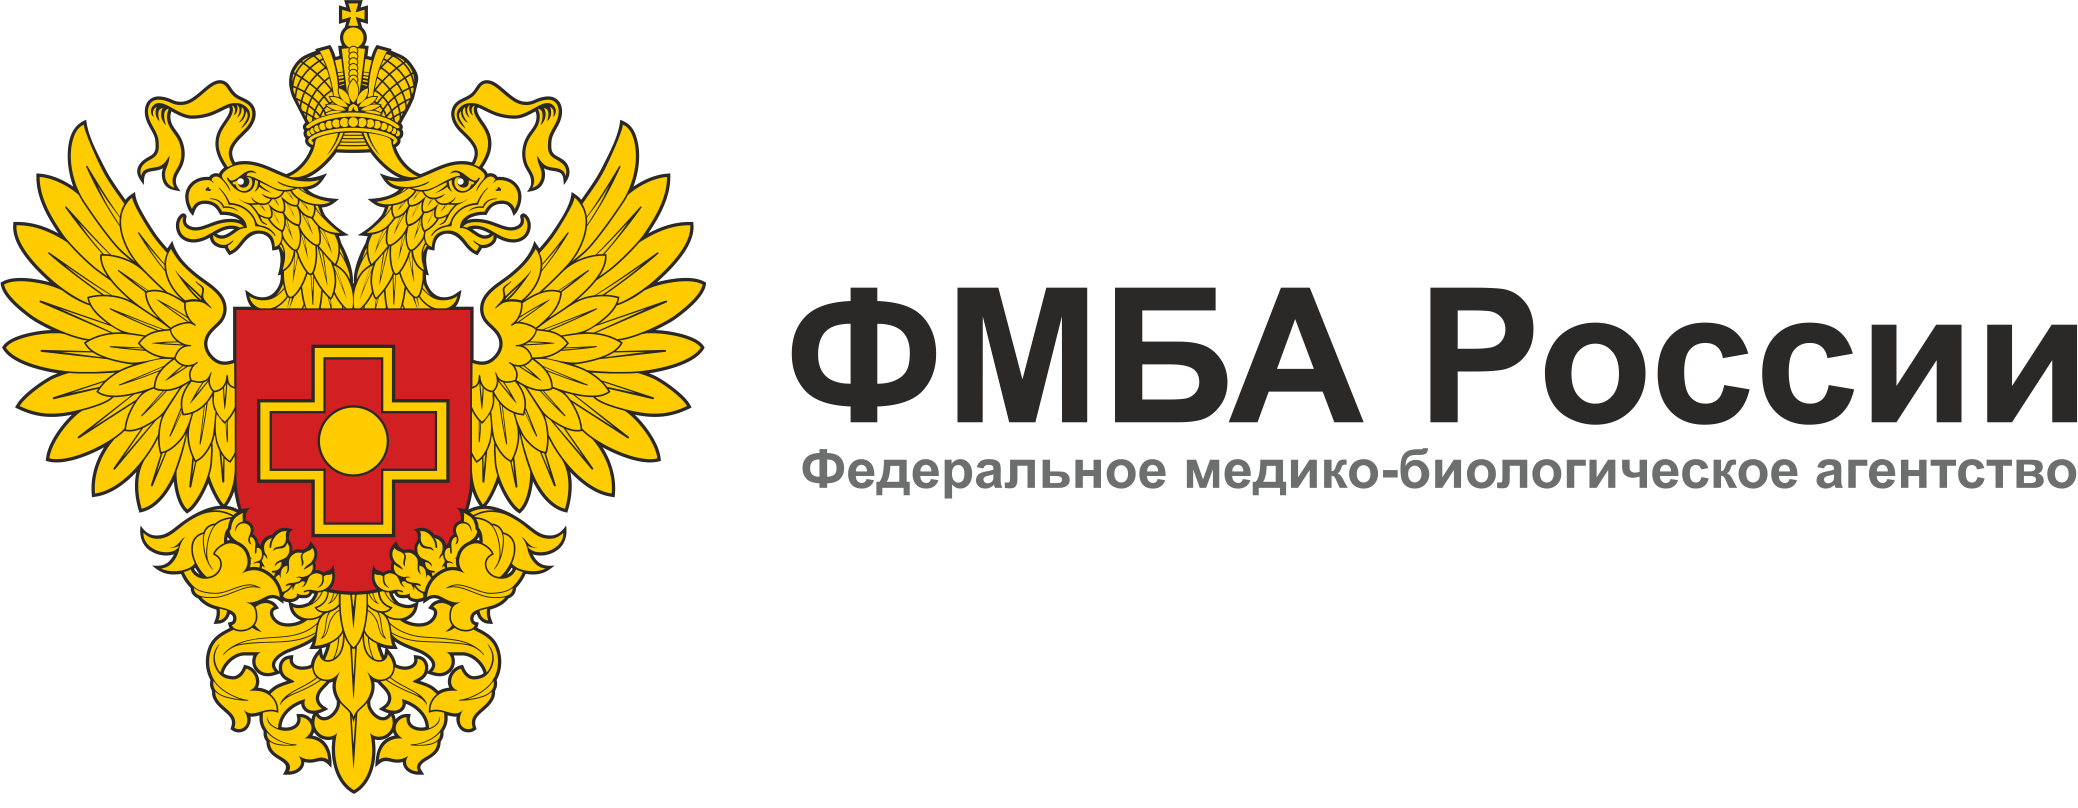 ФМБА России
Федеральное медико-биологическое агентство